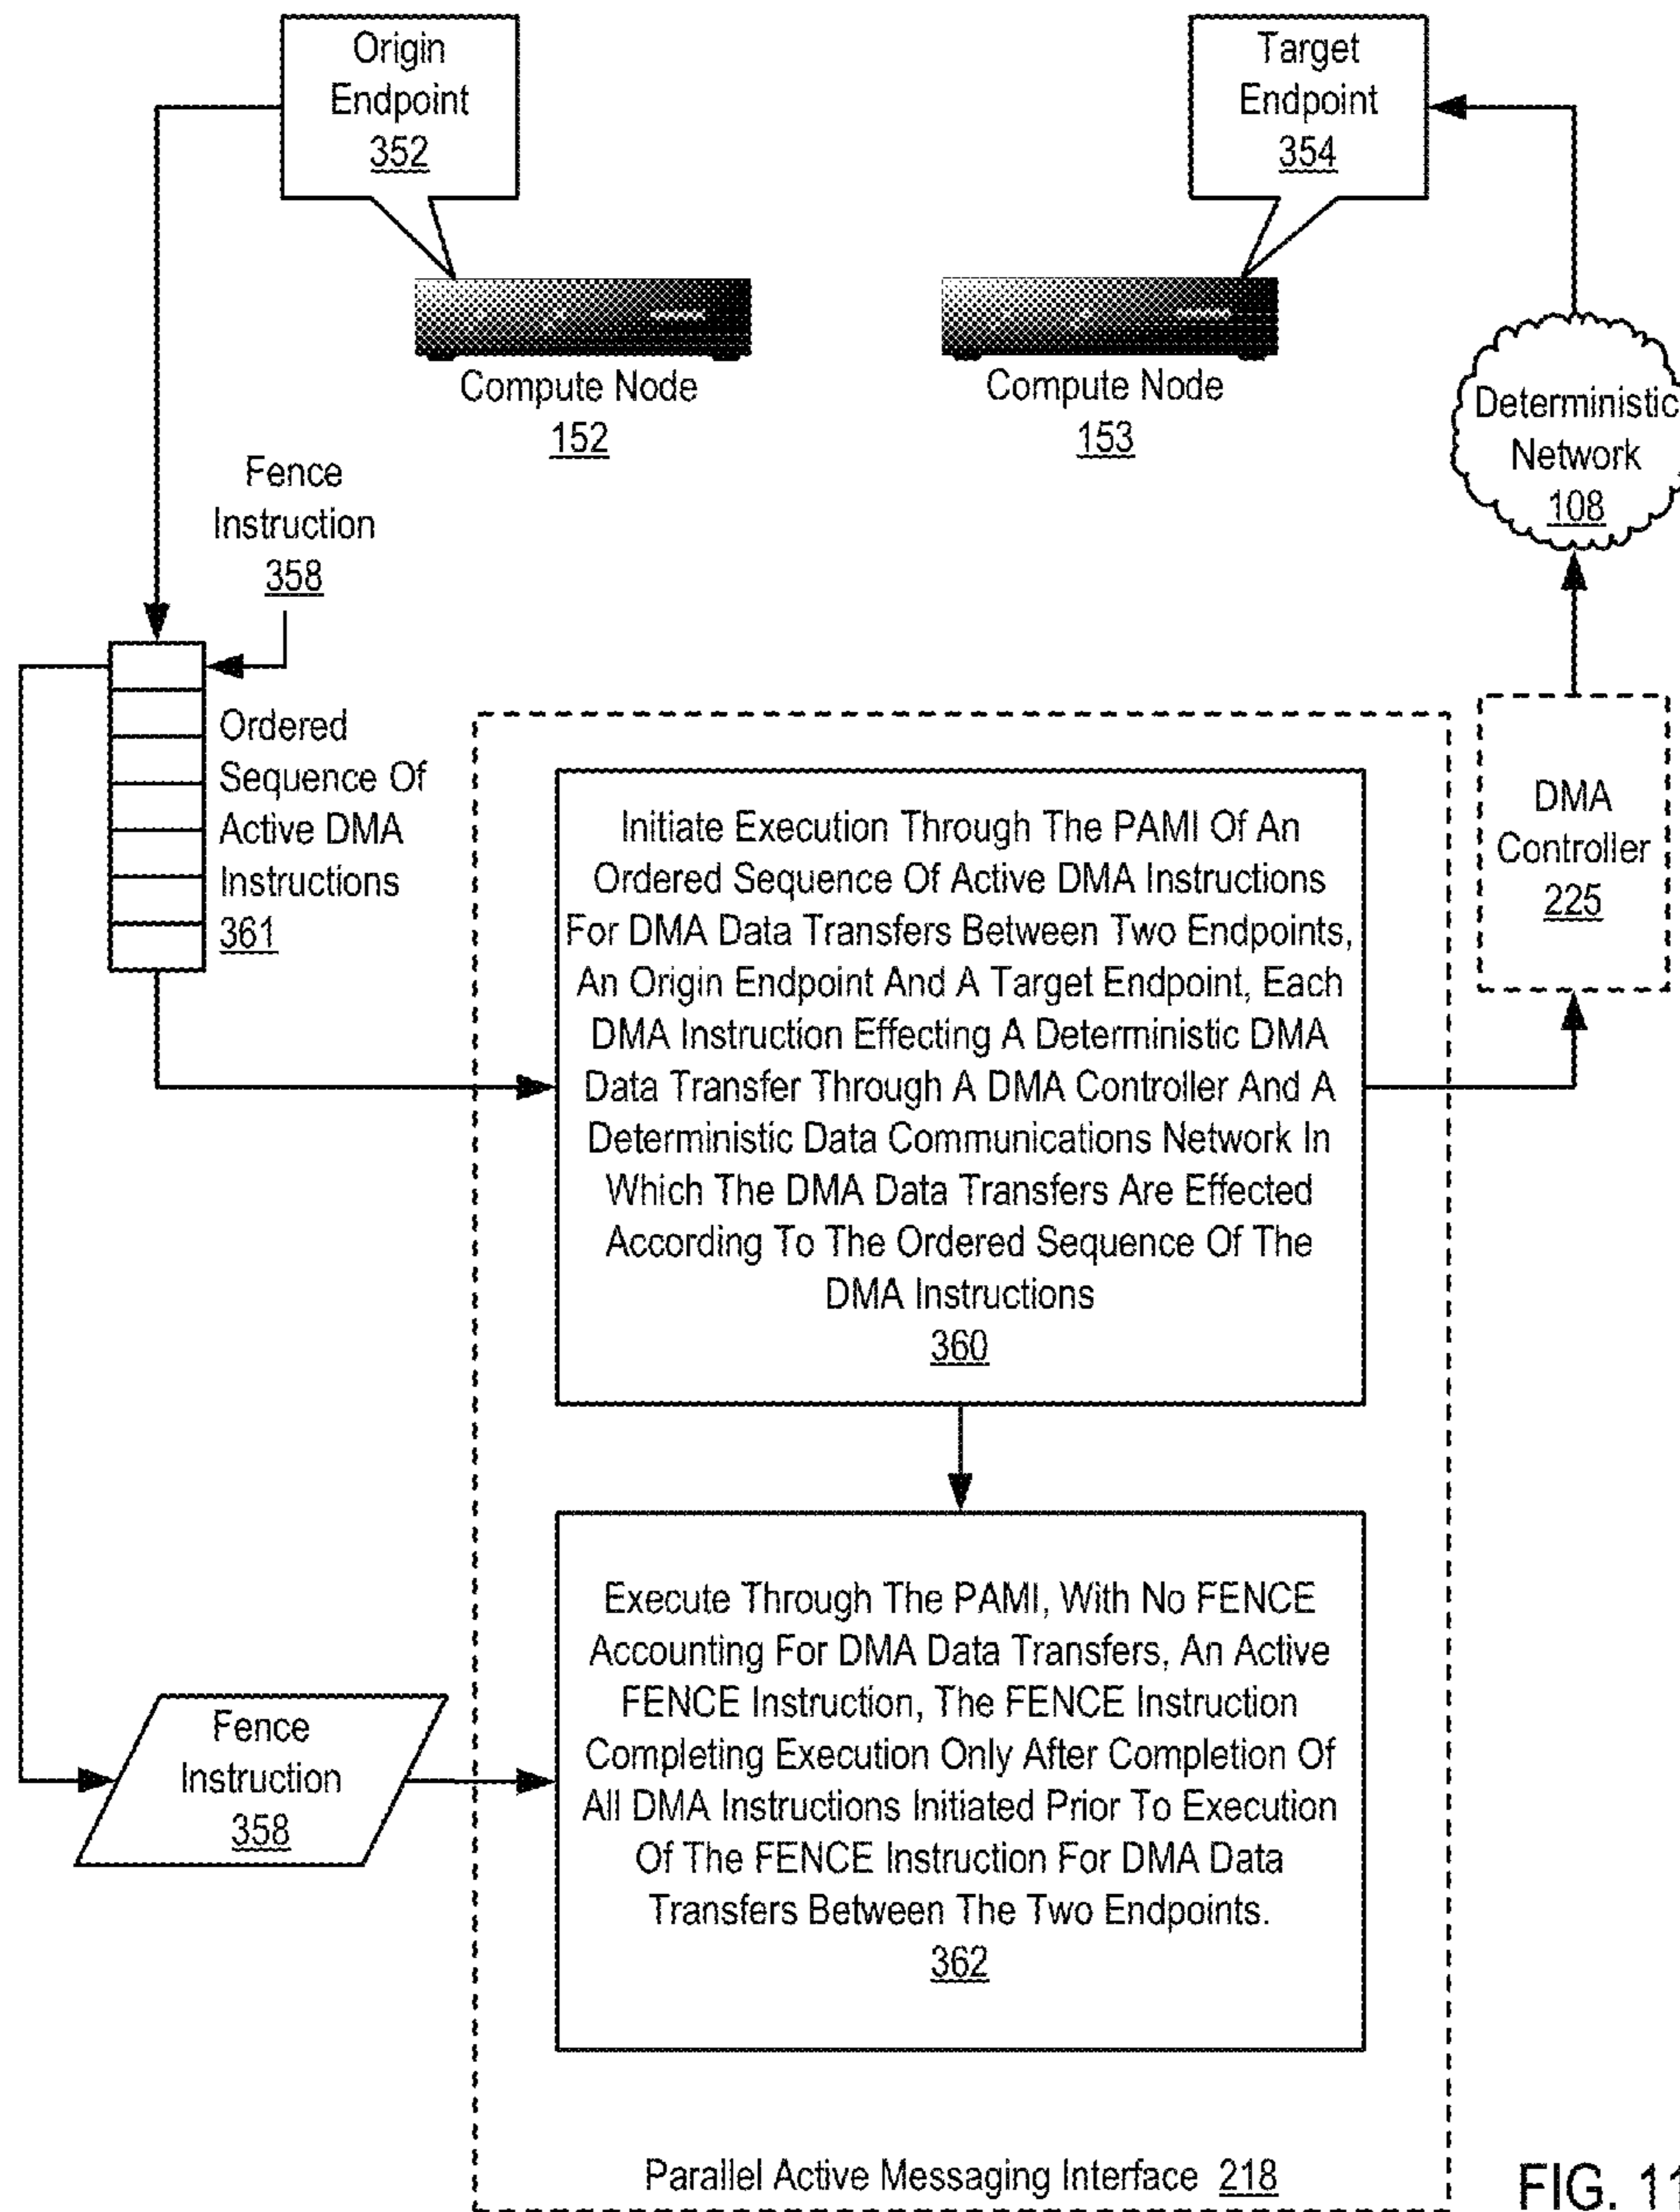 Origin
Endpoint
352
Target
Endpoint
354
Compute Node
152
Compute Node
153
Deterministic
Network
108
Fence
Instruction
358
Ordered
Sequence Of
Active DMA
Instructions
361
DMA
Controller
225
Initiate Execution Through The PAMI Of An
Ordered Sequence Of Active DMA Instructions
For DMA Data Transfers Between Two Endpoints,
An Origin Endpoint And A Target Endpoint, Each
DMA Instruction Effecting A Deterministic DMA
Data Transfer Through A DMA Controller And A
Deterministic Data Communications Network In
Which The DMA Data Transfers Are Effected
According To The Ordered Sequence Of The
DMA Instructions
360
Execute Through The PAMI, With No FENCE
Accounting For DMA Data Transfers, An Active
FENCE Instruction, The FENCE Instruction
Completing Execution Only After Completion Of
All DMA Instructions Initiated Prior To Execution
Of The FENCE Instruction For DMA Data
Transfers Between The Two Endpoints.
362
Fence
Instruction
358
Parallel Active Messaging Interface 218
FIG. 11